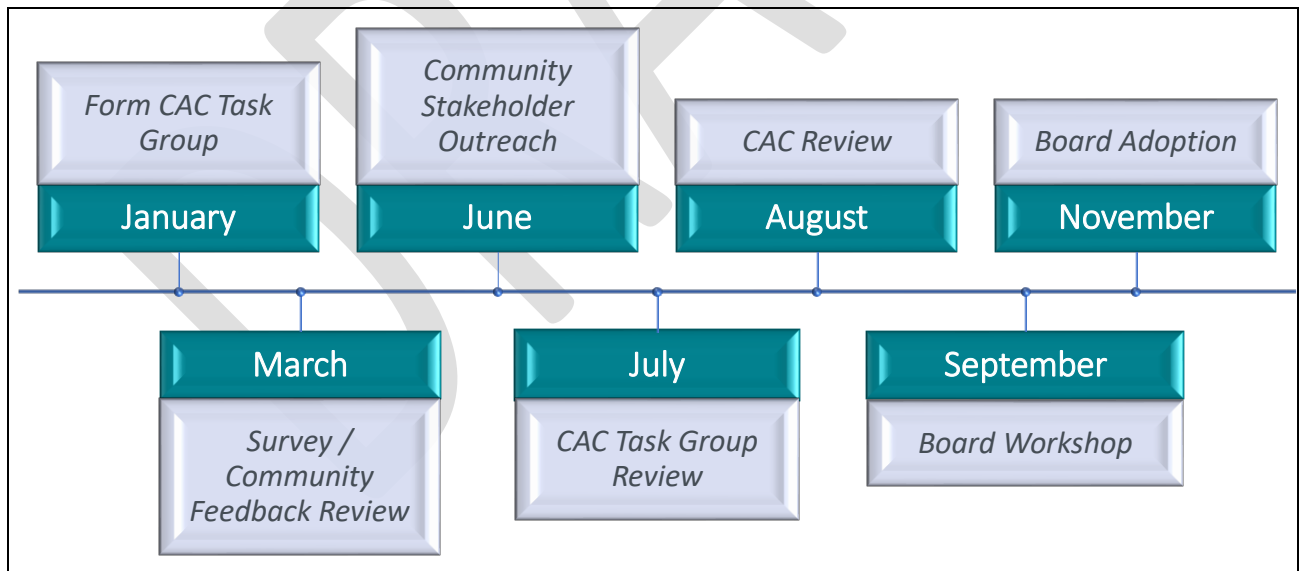 Form CAC Task
Group
January
Community
Stakeholder
Outreach
June
CAC Review
August
Board Adoption
November
March
Survey /
Community
Feedback Review
July
CAC Task Group
Review
September
Board Workshop